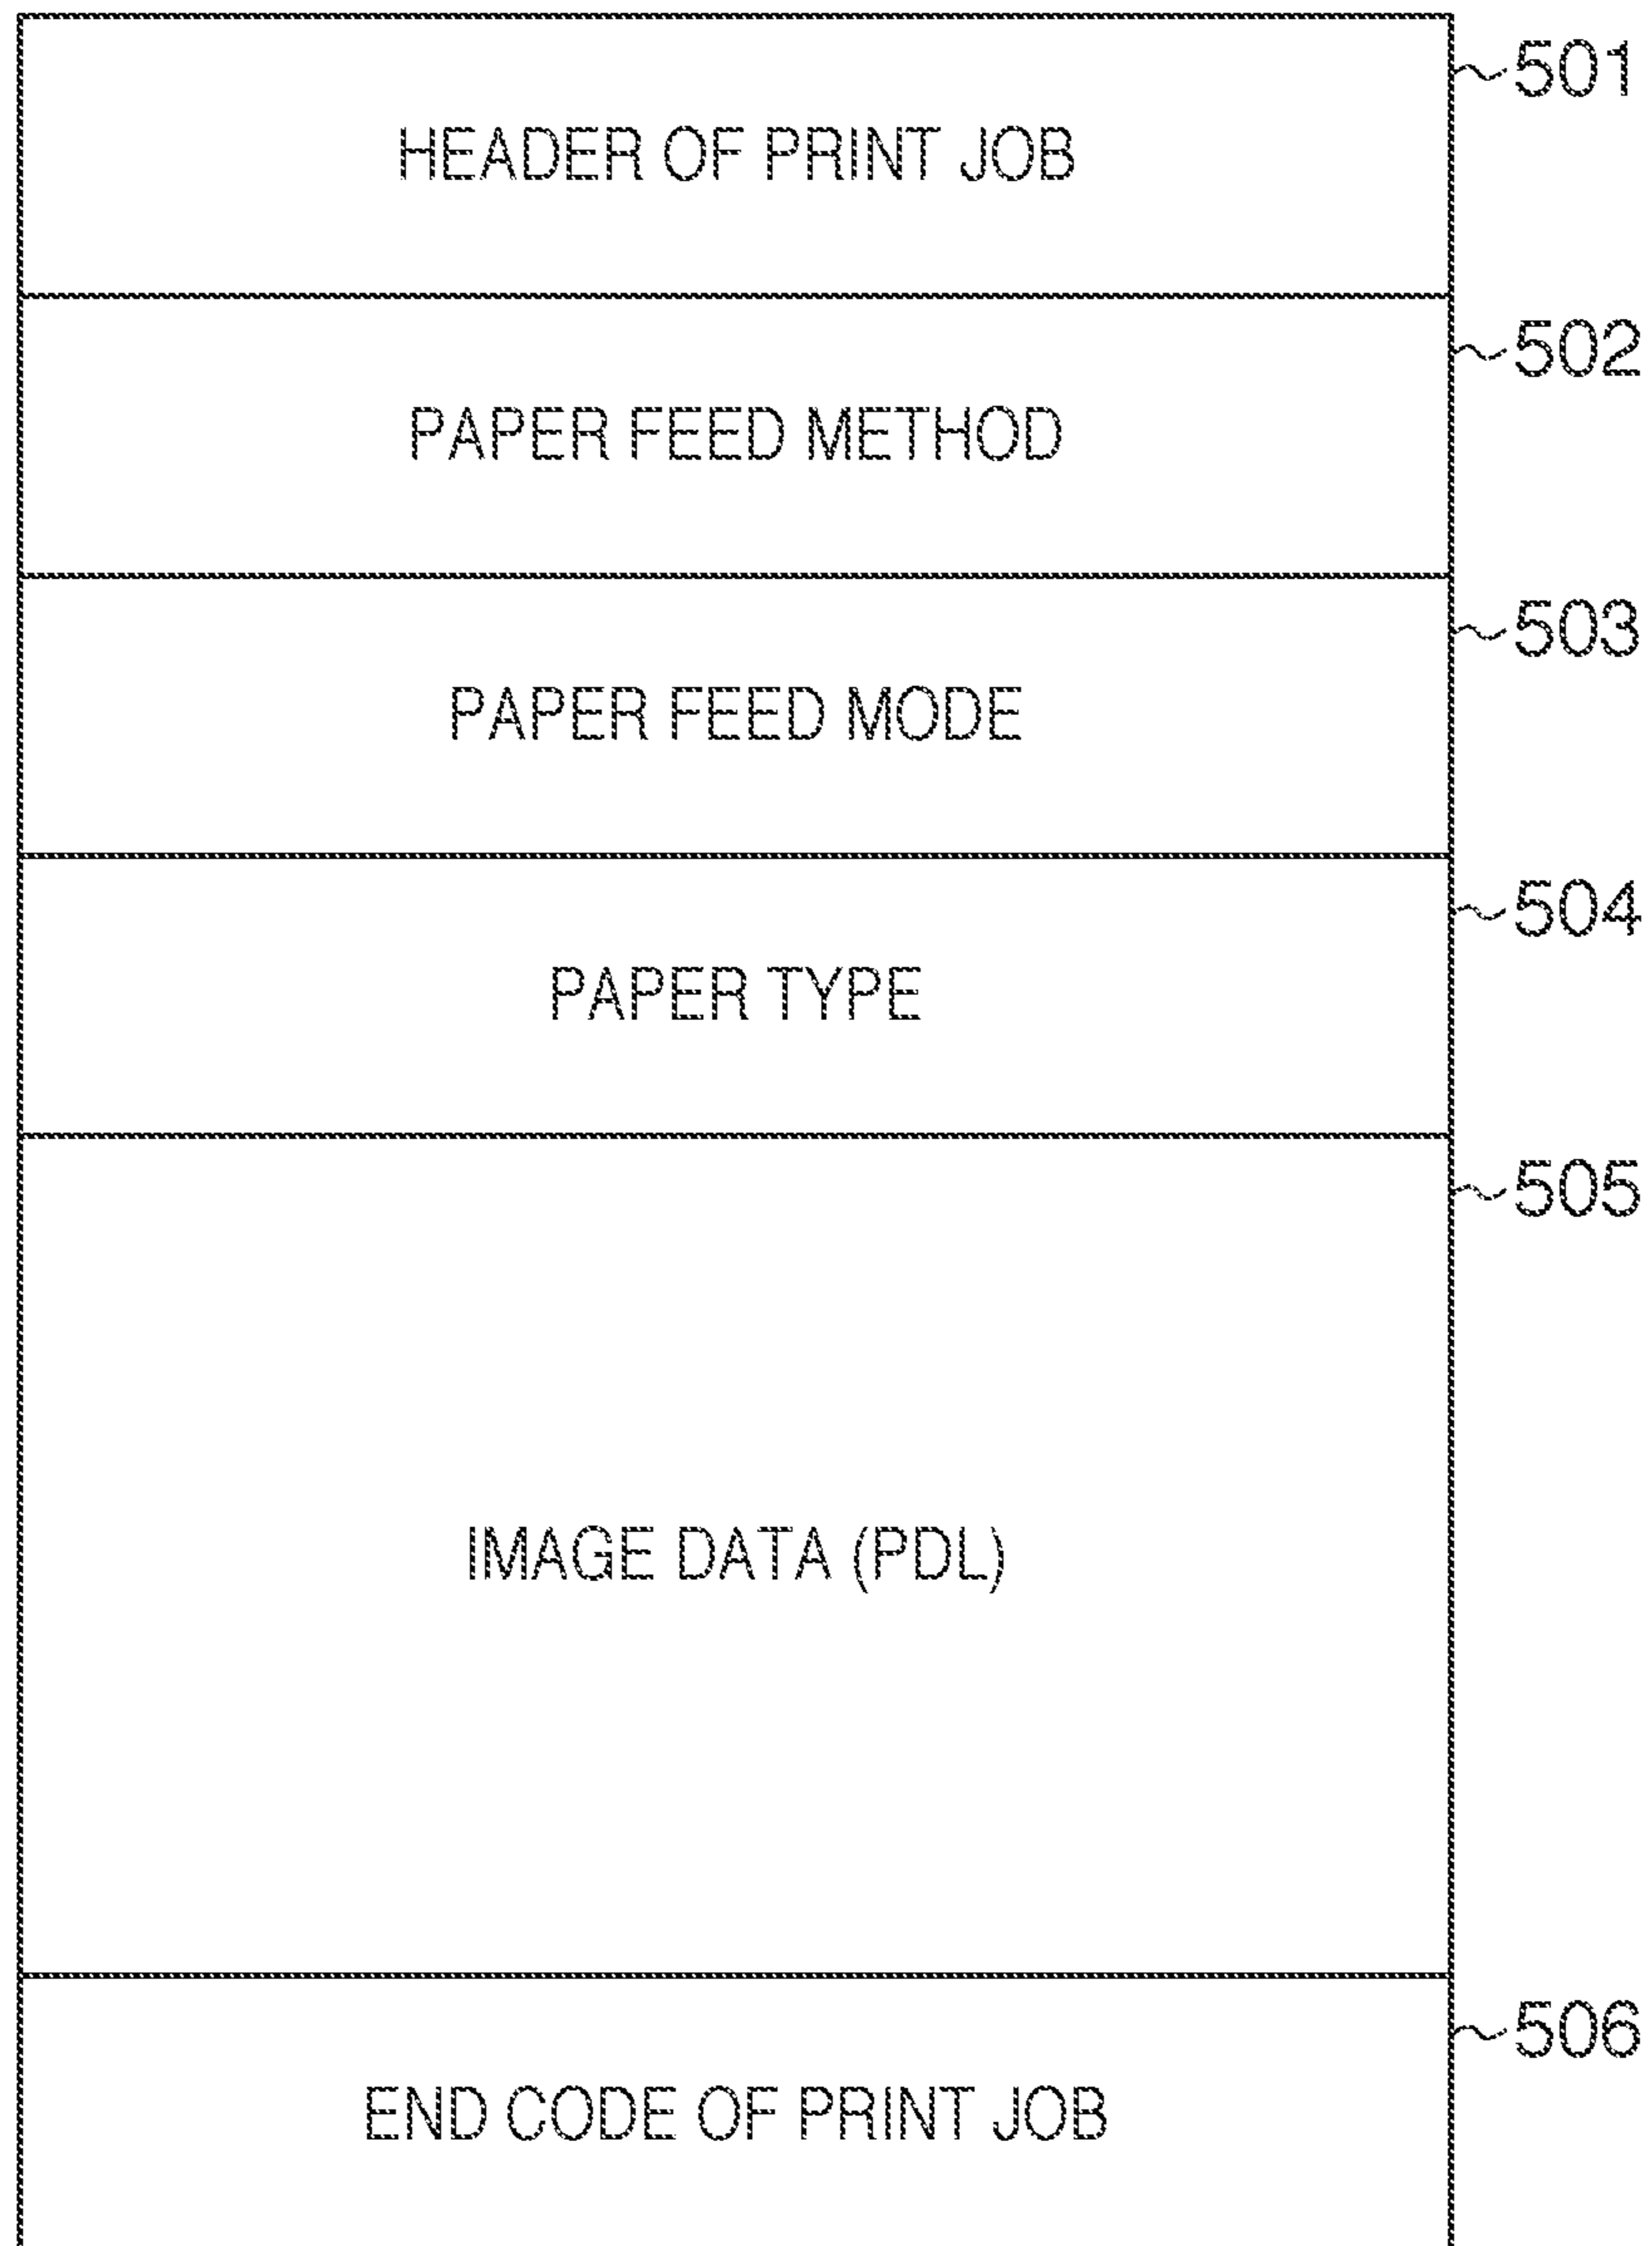 501
HEADER OF PRINT JOB
502
PAPER FEED METHOD
503
PAPER FEED MODE
504
PAPER TYPE
505
IMAGE DATA (PDL)
506
END CODE OF PRINT JOB